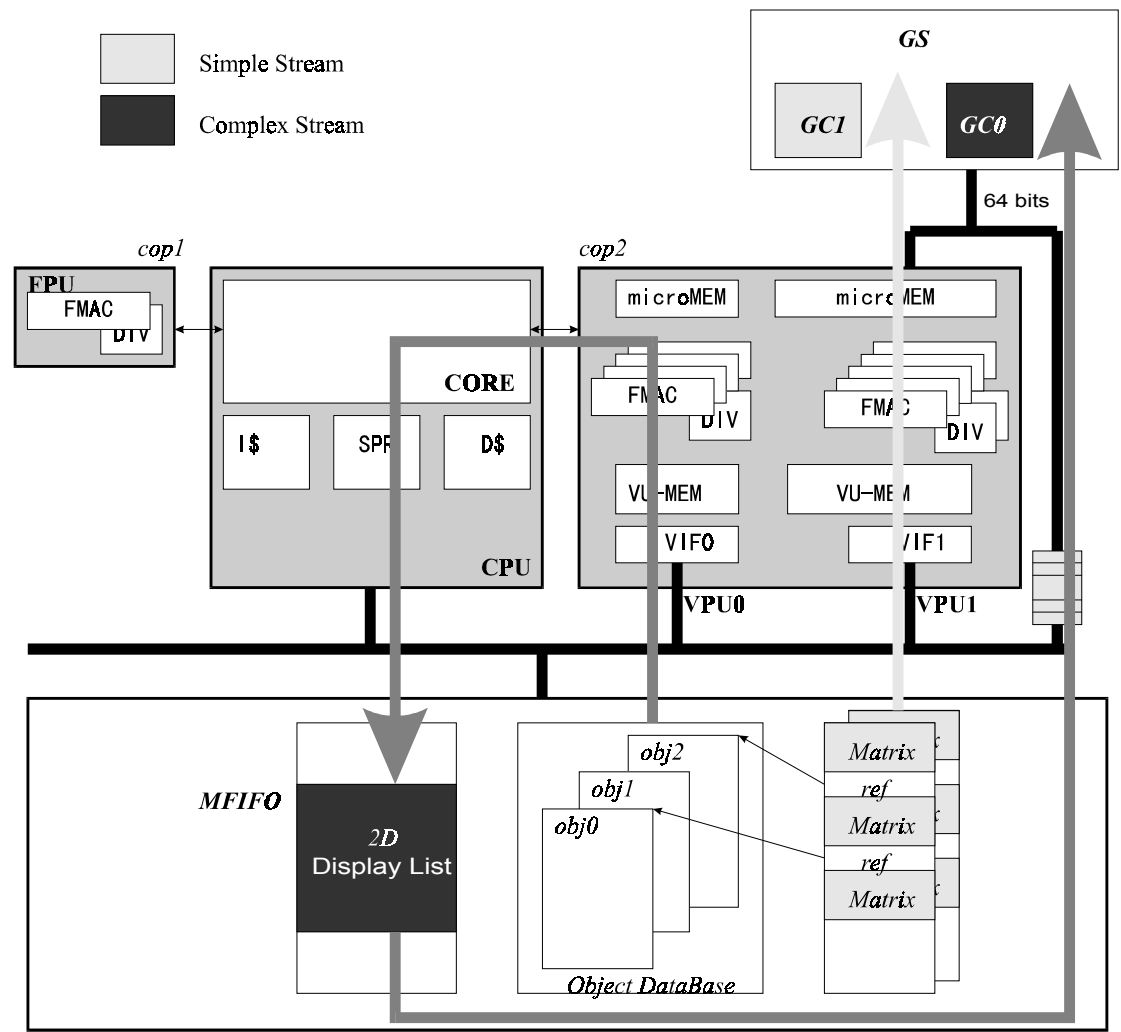 GS
Simple Stream
Complex Stream
GC1
GC0
64 bits
cop1
cop2
FPU
FMAC
DIV
microMEM
microMEM
CORE
FMAC
DIV
FMAC
DIV
I$
SPR
D$
VU-MEM
VU-MEM
VIF0
VIF1
CPU
VPU0
VPU1
obj2
Matrix
x
obj1
ref
MFIFO
obj0
Matrix
x
2D
Display List
ref
Matrix
x
Object DataBase